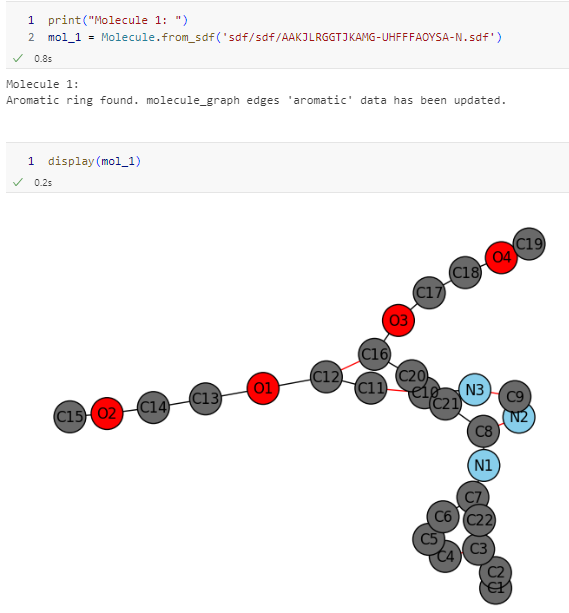 1 print("Molecule 1: ")
2 mol_1 = Molecule.from_sdf('sdf/sdf/AAKJLRGGTJKAMG-UHFFFAOYSA-N.sdf')
0.8s
Molecule 1:
Aromatic ring found. molecule_graph edges 'aromatic' data has been updated.
1 display(mol_1)
0.2s
C19
O4
C18
C17
O3
C16
C12
C20
C11
C10
N3
C9
C21
N2
O1
C13
C14
O2
C15
C8
N1
C7
C6
C22
C5
C4
C3
C2
C1